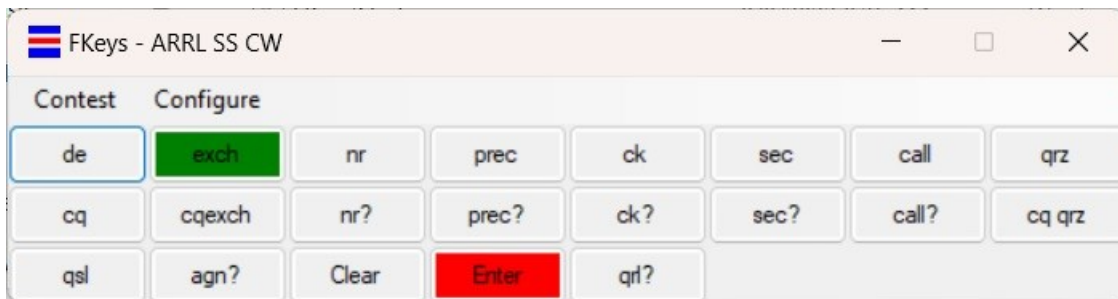 FKeys - ARRL SS CW
Contest Configure
de exch nr prec ck sec call qrz
cq cqexch nr? prec? ck? sec? call? cq qrz
qsl agn? Clear Enter qrl?